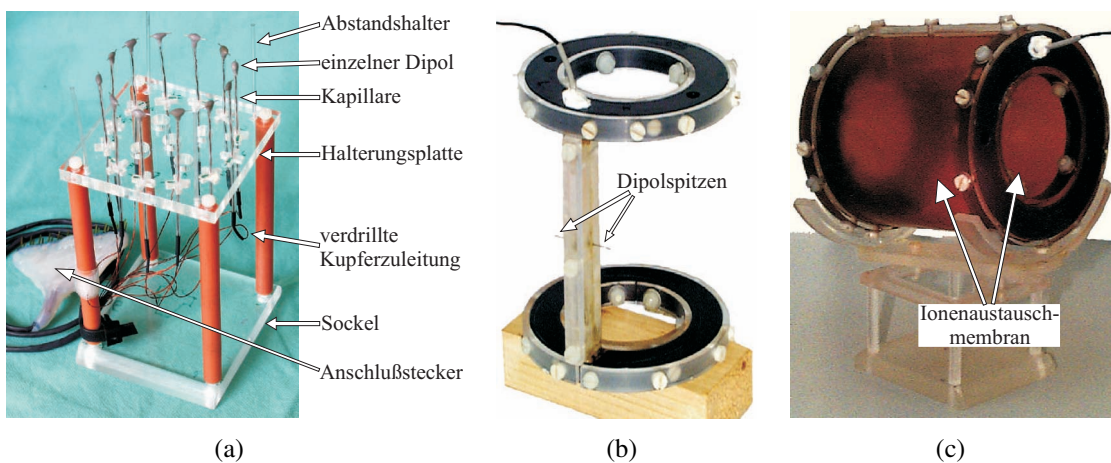 Abstandshalter
einzelner Dipol
Kapillare
Halterungsplatte
verdrillte
Kupferzuleitung
Sockel
Anschlußstecker
Dipolspitzen
Ionenaustausch-
membran
(a)
(b)
(c)